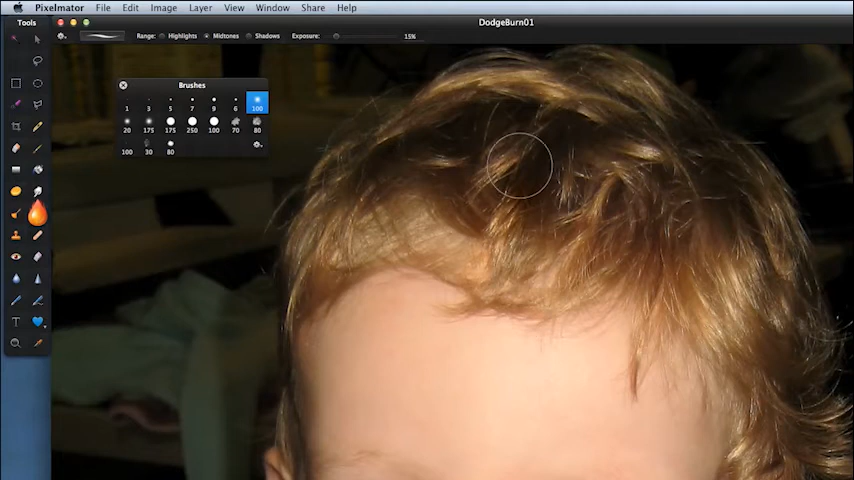 Pixelmator File Edit Image Layer View Window Share Help
Tools
DodgeBurn01
Range: Highlights Midtones Shadows Exposure: 15%
Brushes
1 3 5 7 9 6 100
20 175 175 250 100 70 80
100 30 80